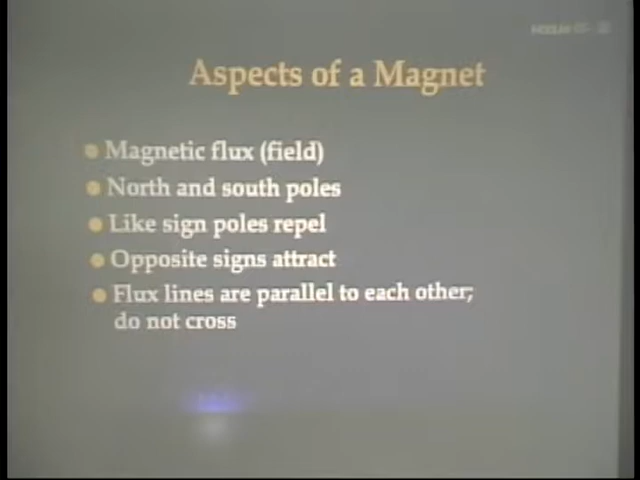 Aspects of a Magnet
Magnetic flux (field)
North and south poles
Like sign poles repel
Opposite signs attract
Flux lines are parallel to each other;
do not cross